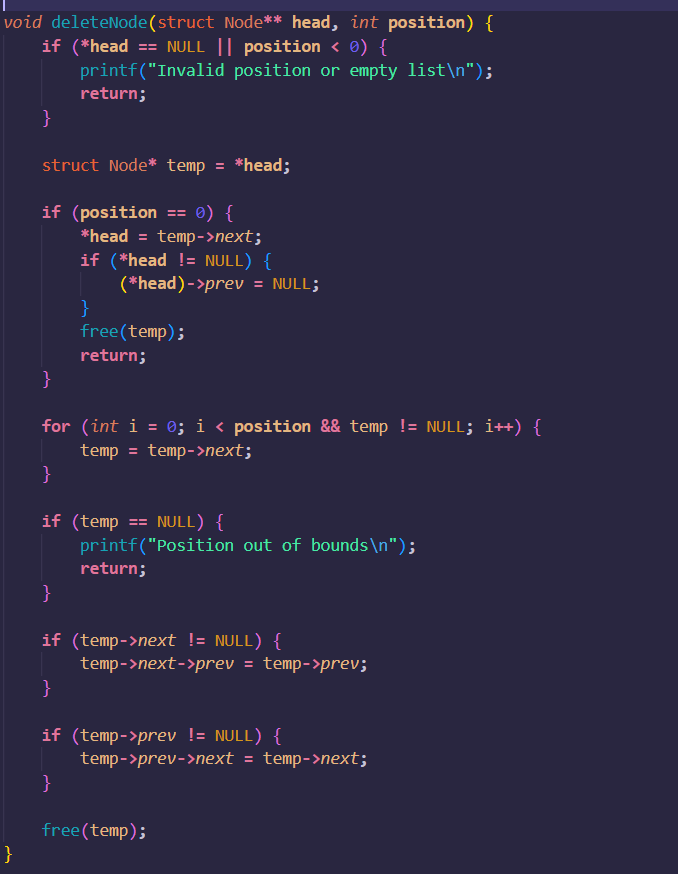 void deleteNode(struct Node** head, int position) {
    if (*head == NULL || position < 0) {
        printf("Invalid position or empty list\n");
        return;
    }

    struct Node* temp = *head;

    if (position == 0) {
        *head = temp->next;
        if (*head != NULL) {
            (*head)->prev = NULL;
        }
        free(temp);
        return;
    }

    for (int i = 0; i < position && temp != NULL; i++) {
        temp = temp->next;
    }

    if (temp == NULL) {
        printf("Position out of bounds\n");
        return;
    }

    if (temp->next != NULL) {
        temp->next->prev = temp->prev;
    }

    if (temp->prev != NULL) {
        temp->prev->next = temp->next;
    }

    free(temp);
}